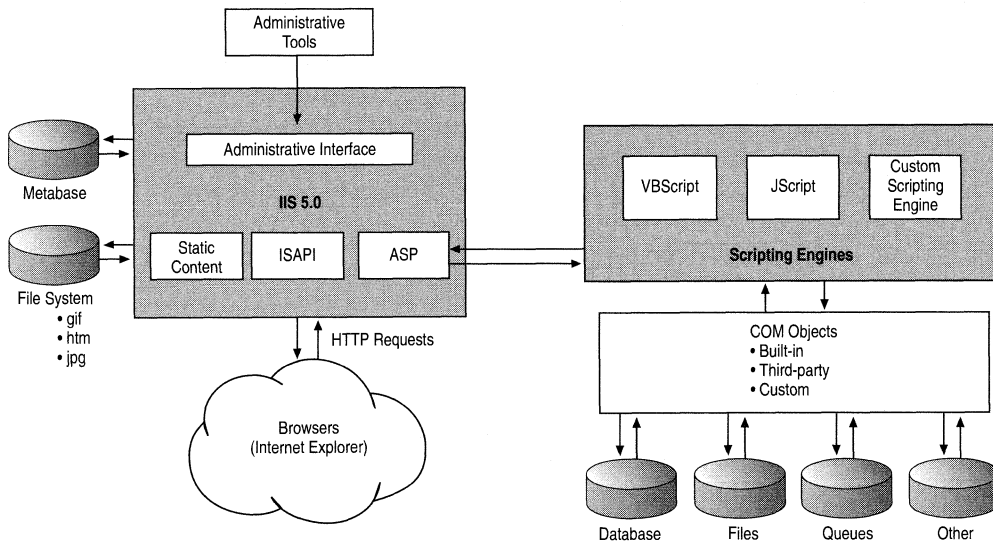 Administrative
Tools
Administrative Interface
Metabase
IIS 5.0
Static
Content
ISAPI
ASP
File System
• gif
• htm
• jpg
HTTP Requests
Browsers
(Internet Explorer)
VBScript
JScript
Custom
Scripting
Engine
Scripting Engines
COM Objects
• Built-in
• Third-party
• Custom
Database
Files
Queues
Other